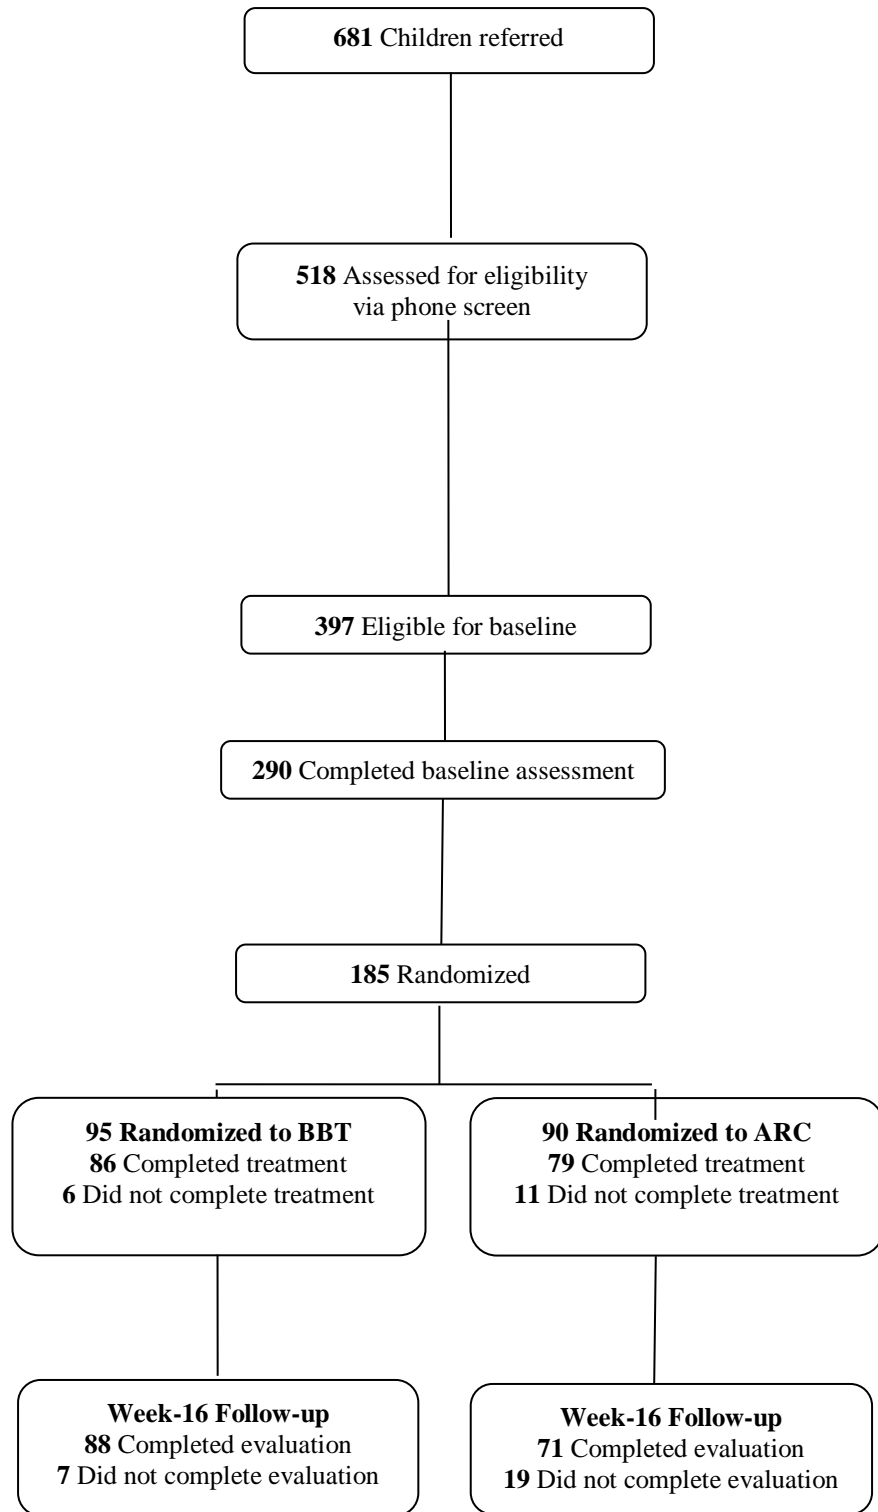 681 Children referred
518 Assessed for eligibility
via phone screen
397 Eligible for baseline
290 Completed baseline assessment
185 Randomized
95 Randomized to BBT
86 Completed treatment
6 Did not complete treatment
90 Randomized to ARC
79 Completed treatment
11 Did not complete treatment
Week-16 Follow-up
88 Completed evaluation
7 Did not complete evaluation
Week-16 Follow-up
71 Completed evaluation
19 Did not complete evaluation